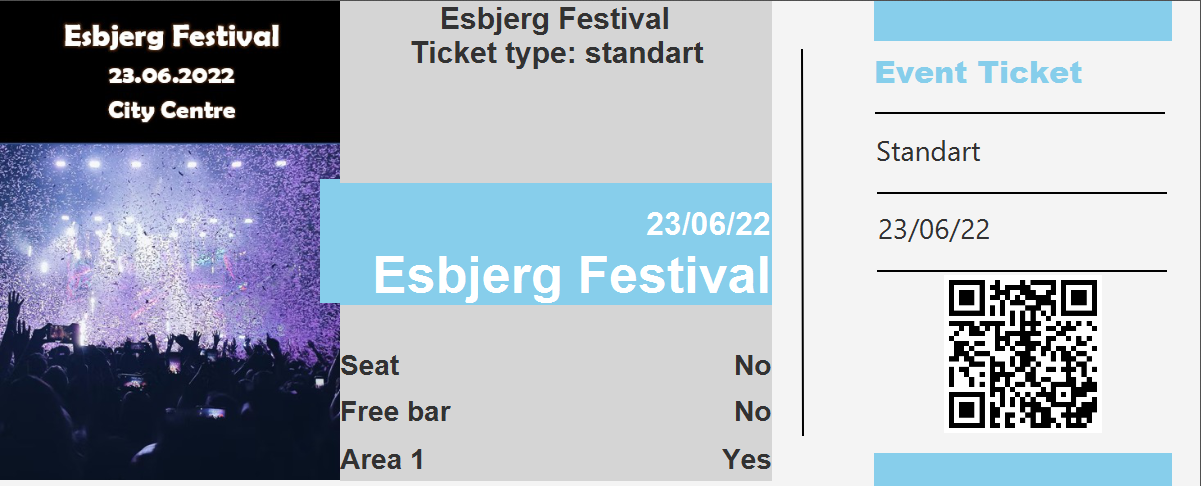 Esbjerg Festival
23.06.2022
City Centre
Esbjerg Festival
Ticket type: standart
23/06/22
Esbjerg Festival
Seat No
Free bar No
Area 1 Yes
Event Ticket
Standart
23/06/22